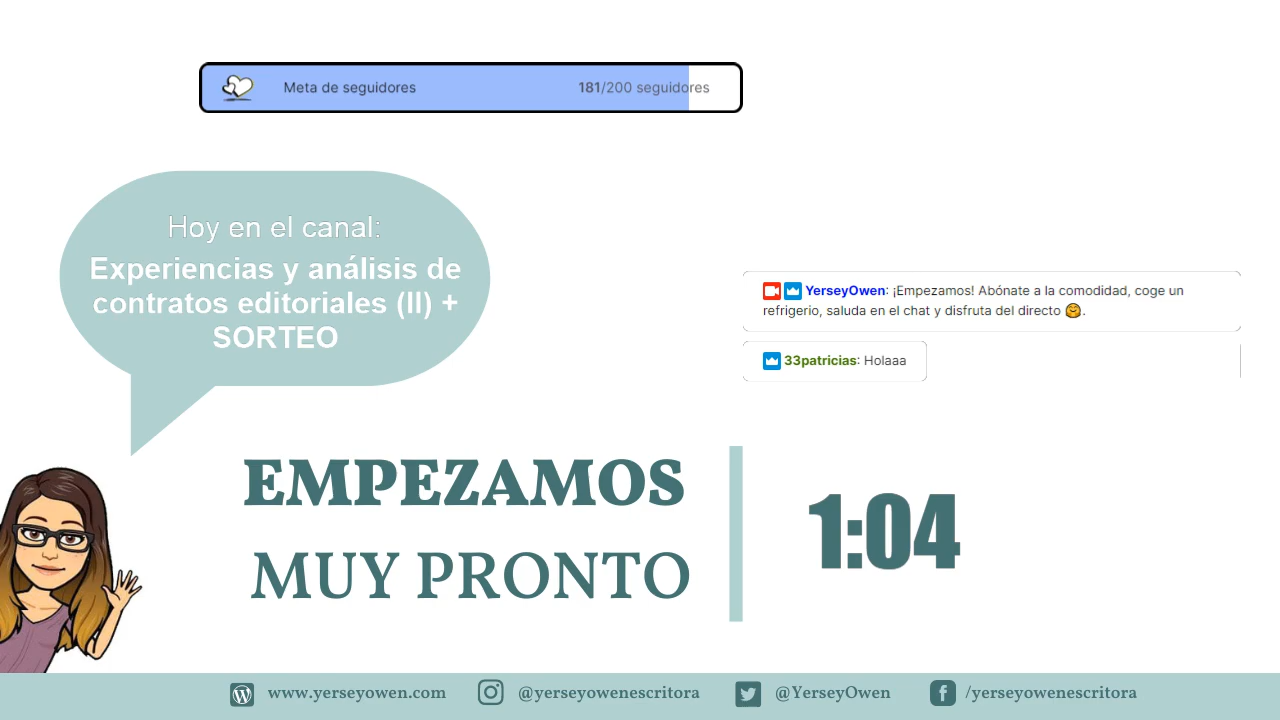 Meta de seguidores 181/200 seguidores
Hoy en el canal:
Experiencias y análisis de
contratos editoriales (II) +
SORTEO
YerseyOwen: ¡Empezamos! Abónate a la comodidad, coge un
refrigerio, saluda en el chat y disfruta del directo 🤗.
33patricias: Holaaa
EMPEZAMOS
MUY PRONTO
1:04
www.yerseyowen.com @yerseyowenescritora @YerseyOwen /yerseyowenescritora